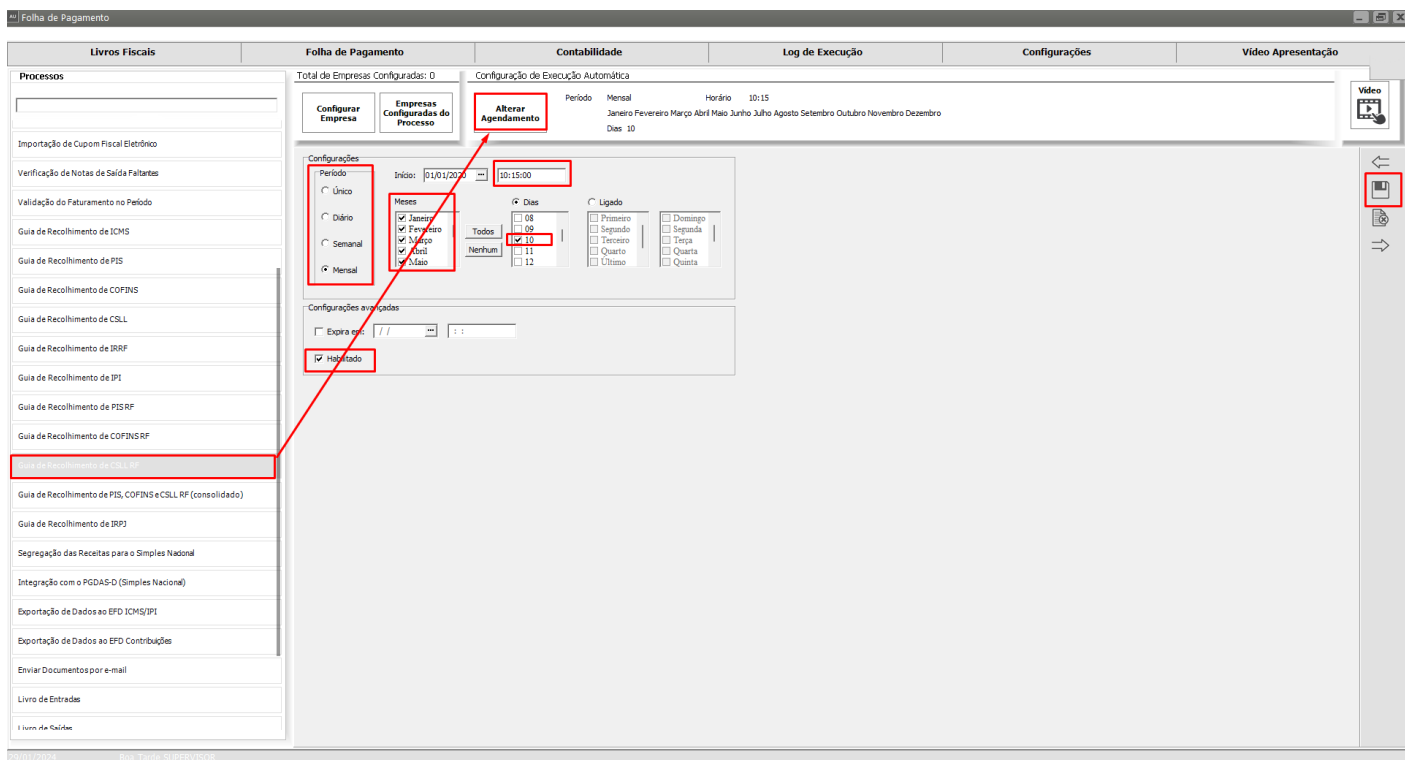 AU Folha de Pagamento
Livros Fiscais Folha de Pagamento Contabilidade Log de Execução Configurações Vídeo Apresentação
Processos
Total de Empresas Configuradas: 0
Configuração de Execução Automática
Configurar Empresa
Empresas Configuradas do Processo
Alterar Agendamento
Período Mensal Horário 10:15
Janeiro Fevereiro Março Abril Maio Junho Julho Agosto Setembro Outubro Novembro Dezembro
Dias 10
Vídeo
Importação de Cupom Fiscal Eletrônico
Verificação de Notas de Saída Faltantes
Validação do Faturamento no Período
Guia de Recolhimento de ICMS
Guia de Recolhimento de PIS
Guia de Recolhimento de COFINS
Guia de Recolhimento de CSLL
Guia de Recolhimento de IRRF
Guia de Recolhimento de IPI
Guia de Recolhimento de PIS RF
Guia de Recolhimento de COFINS RF
Guia de Recolhimento de CSLL RF
Guia de Recolhimento de PIS, COFINS e CSLL RF (consolidado)
Guia de Recolhimento de IRPJ
Segregação das Receitas para o Simples Nacional
Integração com o PGDAS-D (Simples Nacional)
Exportação de Dados ao EFD ICMS/IPI
Exportação de Dados ao EFD Contribuições
Enviar Documentos por e-mail
Livro de Entradas
Livro de Saídas
Configurações
Período
Único
Diário
Semanal
Mensal
Início: 01/01/2020 ... 10:15:00
Meses
Janeiro
Fevereiro
Março
Abril
Maio
Todos
Nenhum
Dias
08
09
10
11
12
Ligado
Primeiro
Segundo
Terceiro
Quarto
Último
Domingo
Segunda
Terça
Quarta
Quinta
Configurações avançadas
Expira em: / / ... : :
Habilitado
29/01/2024 Boa Tarde SUPERVISOR